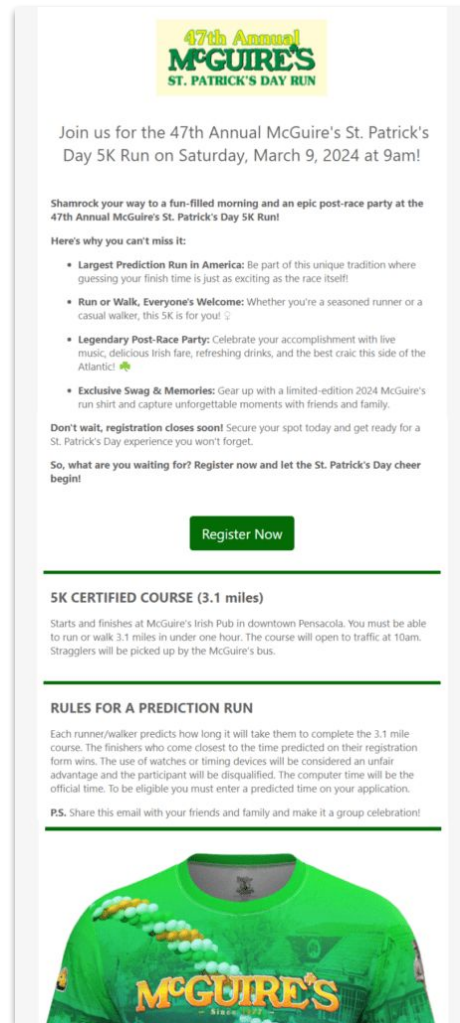 47th Annual
McGUIRE'S
ST. PATRICK'S DAY RUN
Join us for the 47th Annual McGuire's St. Patrick's
Day 5K Run on Saturday, March 9, 2024 at 9am!
Shamrock your way to a fun-filled morning and an epic post-race party at the
47th Annual McGuire's St. Patrick's Day 5K Run!
Here's why you can't miss it:
• Largest Prediction Run in America: Be part of this unique tradition where
guessing your finish time is just as exciting as the race itself!
• Run or Walk, Everyone's Welcome: Whether you're a seasoned runner or a
casual walker, this 5K is for you!
• Legendary Post-Race Party: Celebrate your accomplishment with live
music, delicious Irish fare, refreshing drinks, and the best craic this side of the
Atlantic! ☘️
• Exclusive Swag & Memories: Gear up with a limited-edition 2024 McGuire's
run shirt and capture unforgettable moments with friends and family.
Don't wait, registration closes soon! Secure your spot today and get ready for a
St. Patrick's Day experience you won't forget.
So, what are you waiting for? Register now and let the St. Patrick's Day cheer
begin!
Register Now
5K CERTIFIED COURSE (3.1 miles)
Starts and finishes at McGuire's Irish Pub in downtown Pensacola. You must be able
to run or walk 3.1 miles in under one hour. The course will open to traffic at 10am.
Stragglers will be picked up by the McGuire's bus.
RULES FOR A PREDICTION RUN
Each runner/walker predicts how long it will take them to complete the 3.1 mile
course. The finishers who come closest to the time predicted on their registration
form wins. The use of watches or timing devices will be considered an unfair
advantage and the participant will be disqualified. The computer time will be the
official time. To be eligible you must enter a predicted time on your application.
P.S. Share this email with your friends and family and make it a group celebration!
McGUIRE'S
Since 1977